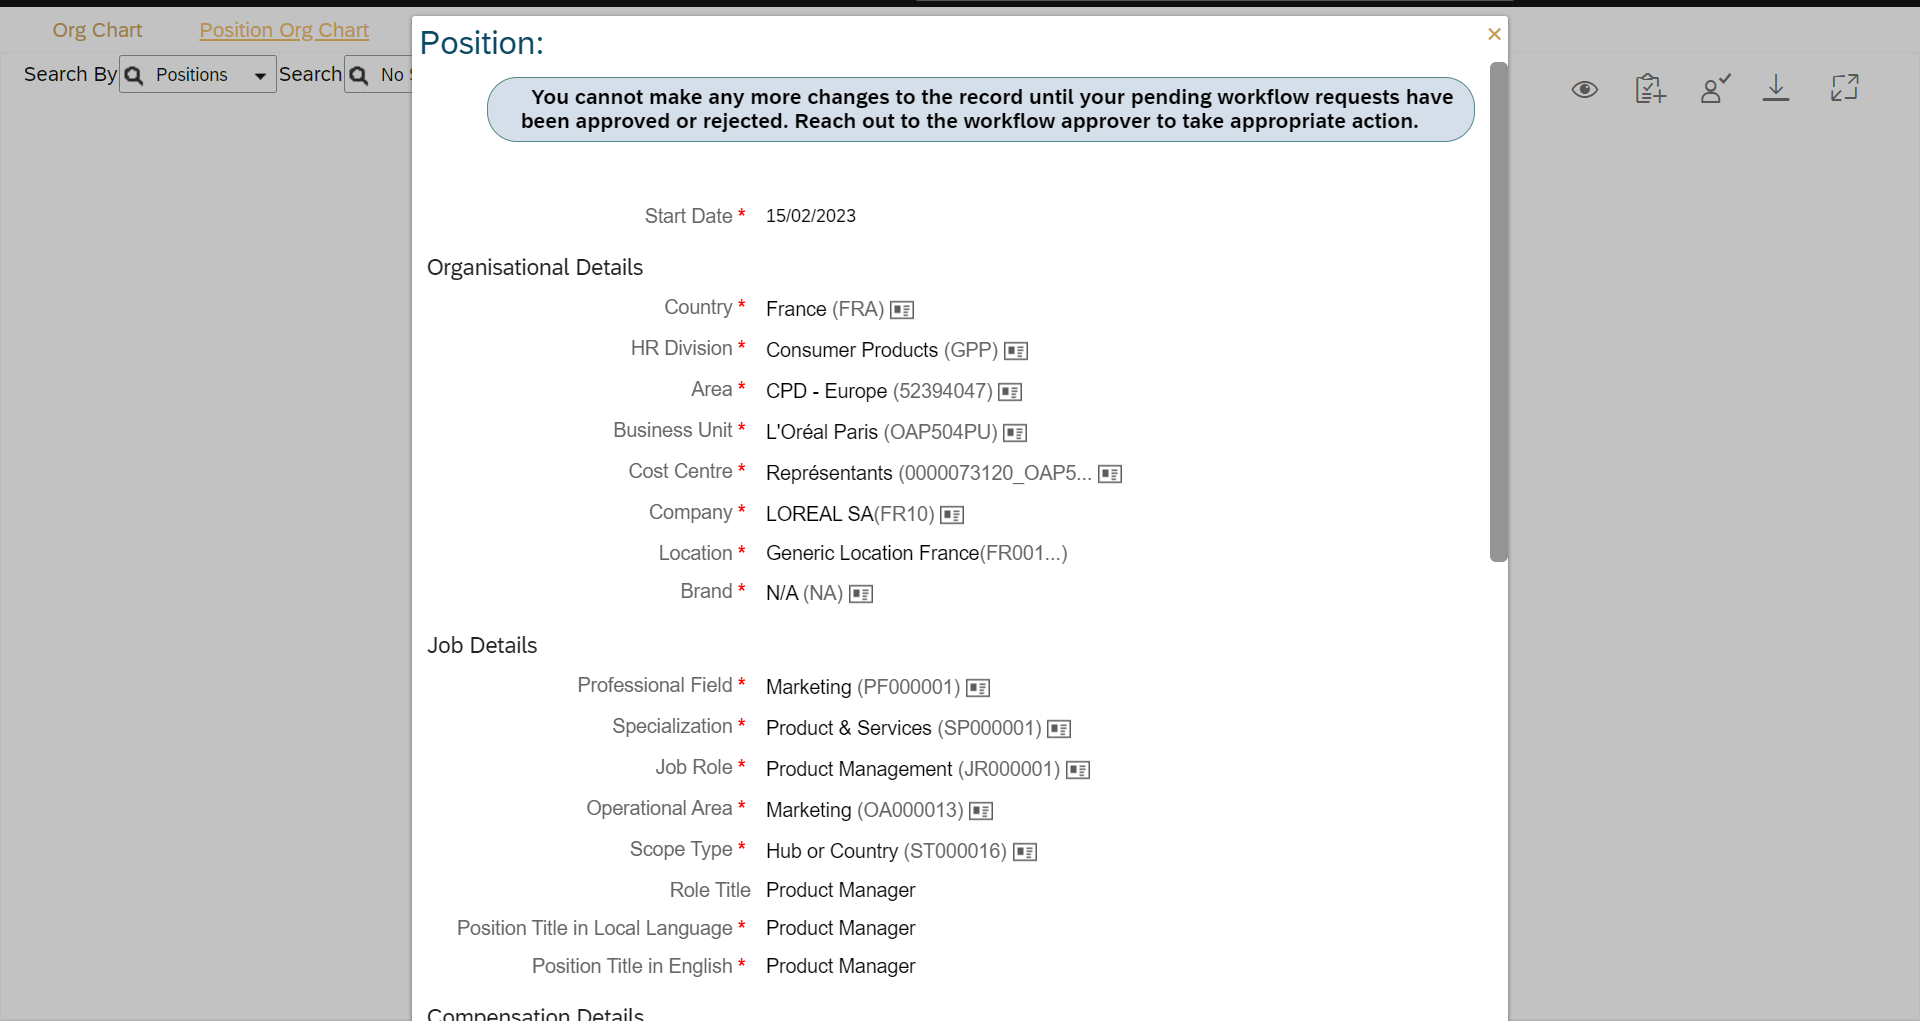 Org Chart
Position Org Chart
Search By
Positions
Search
No
Position:
You cannot make any more changes to the record until your pending workflow requests have
been approved or rejected. Reach out to the workflow approver to take appropriate action.
Start Date * 15/02/2023
Organisational Details
Country * France (FRA)
HR Division * Consumer Products (GPP)
Area * CPD - Europe (52394047)
Business Unit * L'Oréal Paris (OAP504PU)
Cost Centre * Représentants (0000073120_OAP5...
Company * LOREAL SA(FR10)
Location * Generic Location France(FR001...)
Brand * N/A (NA)
Job Details
Professional Field * Marketing (PF000001)
Specialization * Product & Services (SP000001)
Job Role * Product Management (JR000001)
Operational Area * Marketing (OA000013)
Scope Type * Hub or Country (ST000016)
Role Title Product Manager
Position Title in Local Language * Product Manager
Position Title in English * Product Manager
Compensation Details